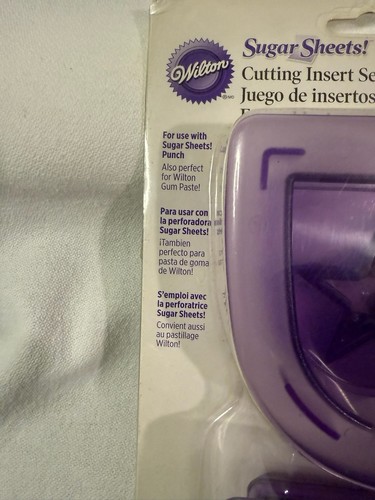 Wilton
Sugar Sheets!
Cutting Insert Se
Juego de insertos
For use with
Sugar Sheets!
Punch
Also perfect
for Wilton
Gum Paste!
Para usar con
la perforadora
Sugar Sheets!
¡Tambien
perfecto para
pasta de goma
de Wilton!
S'emploi avec
la perforatrice
Sugar Sheets!
Convient aussi
au pastillage
Wilton!